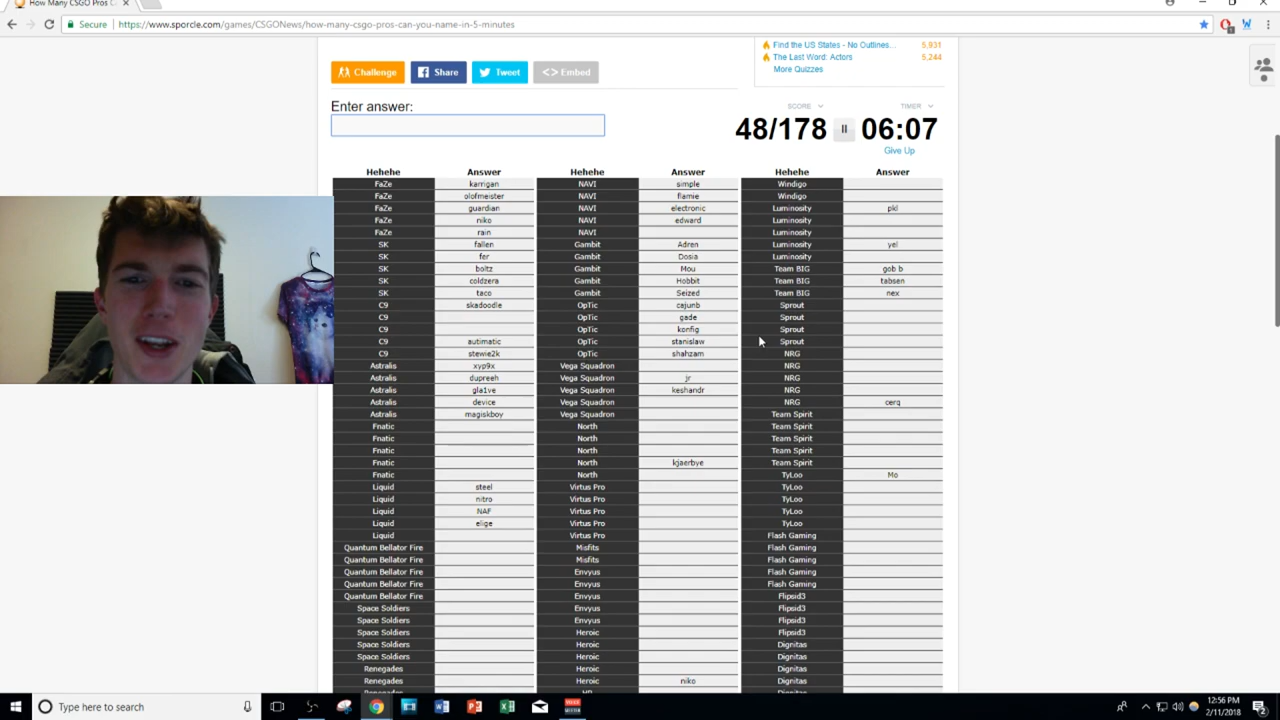 How Many CSGO Pros C
Secure | https://www.sporcle.com/games/CSGONews/how-many-csgo-pros-can-you-name-in-5-minutes
Find the US States - No Outlines... 5,931
The Last Word: Actors 5,244
More Quizzes
Challenge Share Tweet <> Embed
Enter answer:
SCORE TIMER
48/178 06:07
Give Up
Hehehe Answer Hehehe Answer Hehehe Answer
FaZe karrigan NAVI simple Windigo
FaZe olofmeister NAVI flamie Windigo
FaZe guardian NAVI electronic Luminosity pkl
FaZe niko NAVI edward Luminosity
FaZe rain NAVI Luminosity
SK fallen Gambit Adren Luminosity yel
SK fer Gambit Dosia Luminosity
SK boltz Gambit Mou Team BIG gob b
SK coldzera Gambit Hobbit Team BIG tabsen
SK taco Gambit Seized Team BIG nex
C9 skadoodle OpTic cajunb Sprout
C9 OpTic gade Sprout
C9 OpTic konfig Sprout
C9 autimatic OpTic stanislaw Sprout
C9 stewie2k OpTic shahzam NRG
Astralis xyp9x Vega Squadron NRG
Astralis dupreeh Vega Squadron jr NRG
Astralis gla1ve Vega Squadron keshandr NRG
Astralis device Vega Squadron NRG cerq
Astralis magiskboy Vega Squadron Team Spirit
Fnatic North Team Spirit
Fnatic North Team Spirit
Fnatic North Team Spirit
Fnatic North kjaerbye Team Spirit
Fnatic North TyLoo Mo
Liquid steel Virtus Pro TyLoo
Liquid nitro Virtus Pro TyLoo
Liquid NAF Virtus Pro TyLoo
Liquid elige Virtus Pro TyLoo
Liquid Virtus Pro Flash Gaming
Quantum Bellator Fire Misfits Flash Gaming
Quantum Bellator Fire Misfits Flash Gaming
Quantum Bellator Fire Envyus Flash Gaming
Quantum Bellator Fire Envyus Flash Gaming
Quantum Bellator Fire Envyus Flipsid3
Space Soldiers Envyus Flipsid3
Space Soldiers Envyus Flipsid3
Space Soldiers Heroic Flipsid3
Space Soldiers Heroic Dignitas
Space Soldiers Heroic Dignitas
Renegades Heroic Dignitas
Renegades Heroic niko Dignitas
Renegades Dignitas
Type here to search
12:56 PM
2/11/2018